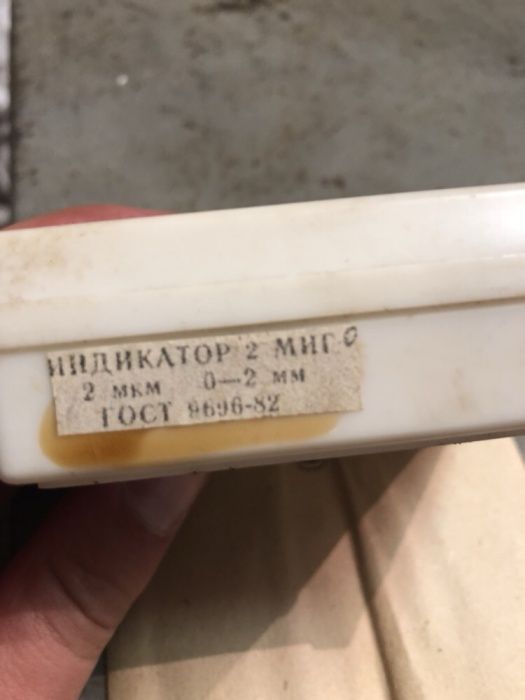 ИНДИКАТОР 2 МИГ
2 мкм 0—2 мм
ГОСТ 9696-82